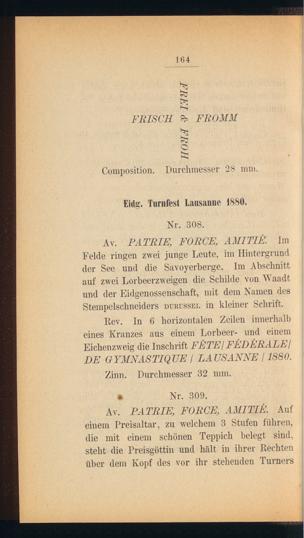 164
FREI & FROH
FRISCH & FROMM
Composition. Durchmesser 28 mm.
Eidg. Turnfest Lausanne 1880.
Nr. 308.
Av. PATRIE, FORCE, AMITIÉ. Im
Felde ringen zwei junge Leute, im Hintergrund
der See und die Savoyerberge. Im Abschnitt
auf zwei Lorbeerzweigen die Schilde von Waadt
und der Eidgenossenschaft, mit dem Namen des
Stempelschneiders DURUSSEL in kleiner Schrift.
Rev. In 6 horizontalen Zeilen innerhalb
eines Kranzes aus einem Lorbeer- und einem
Eichenzweig die Inschrift FÊTE/ FÉDÉRALE/
DE GYMNASTIQUE / LAUSANNE / 1880.
Zinn. Durchmesser 32 mm.
Nr. 309.
Av. PATRIE, FORCE, AMITIÉ. Auf
einem Preisaltar, zu welchem 3 Stufen führen,
die mit einem schönen Teppich belegt sind,
steht die Preisgöttin und hält in ihrer Rechten
über dem Kopf des vor ihr stehenden Turners